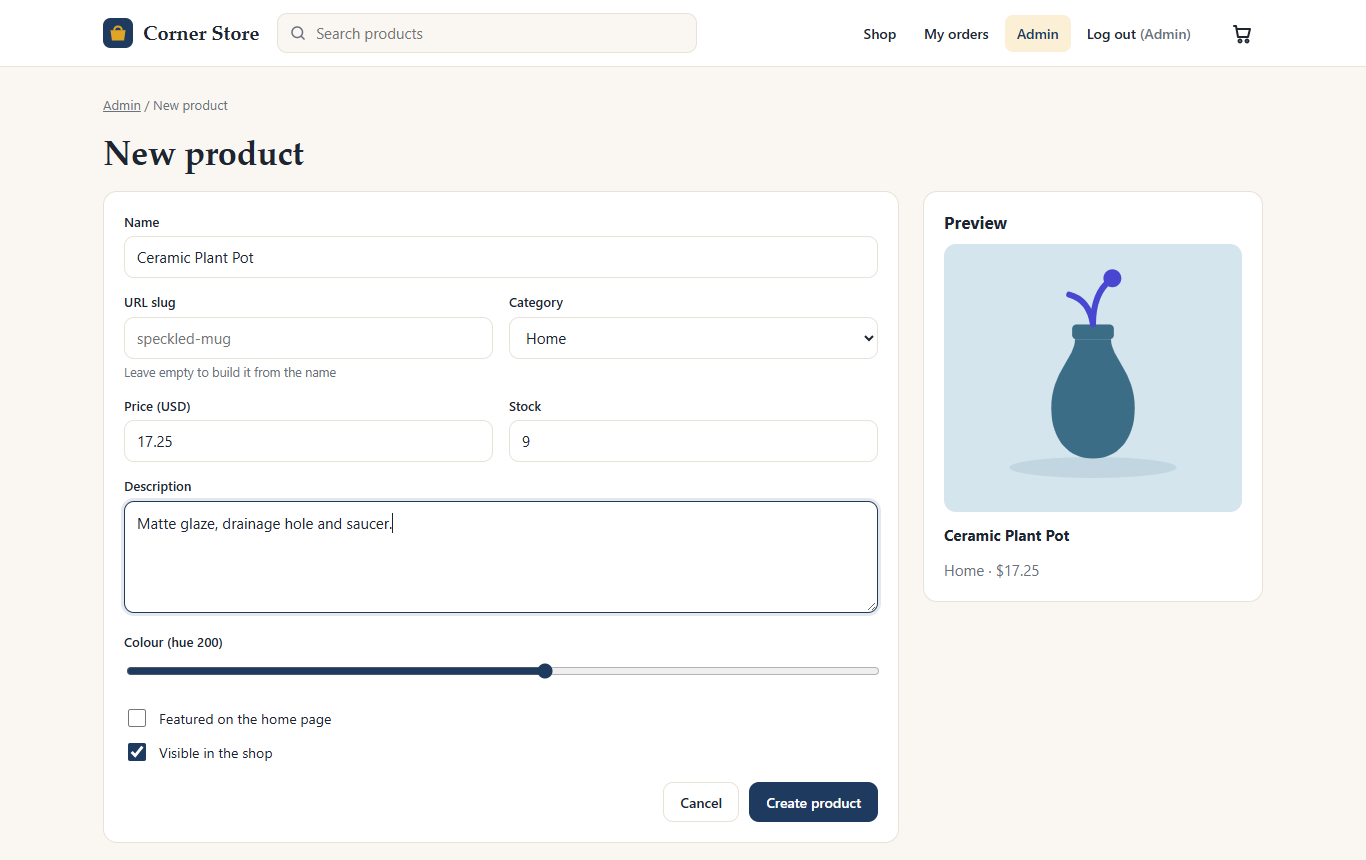 Corner Store
Search products
Shop
My orders
Admin
Log out (Admin)
Admin / New product
New product
Name
Ceramic Plant Pot
URL slug
Category
speckled-mug
Home
Leave empty to build it from the name
Price (USD)
Stock
17.25
9
Description
Matte glaze, drainage hole and saucer.
Colour (hue 200)
Featured on the home page
Visible in the shop
Cancel
Create product
Preview
Ceramic Plant Pot
Home · $17.25